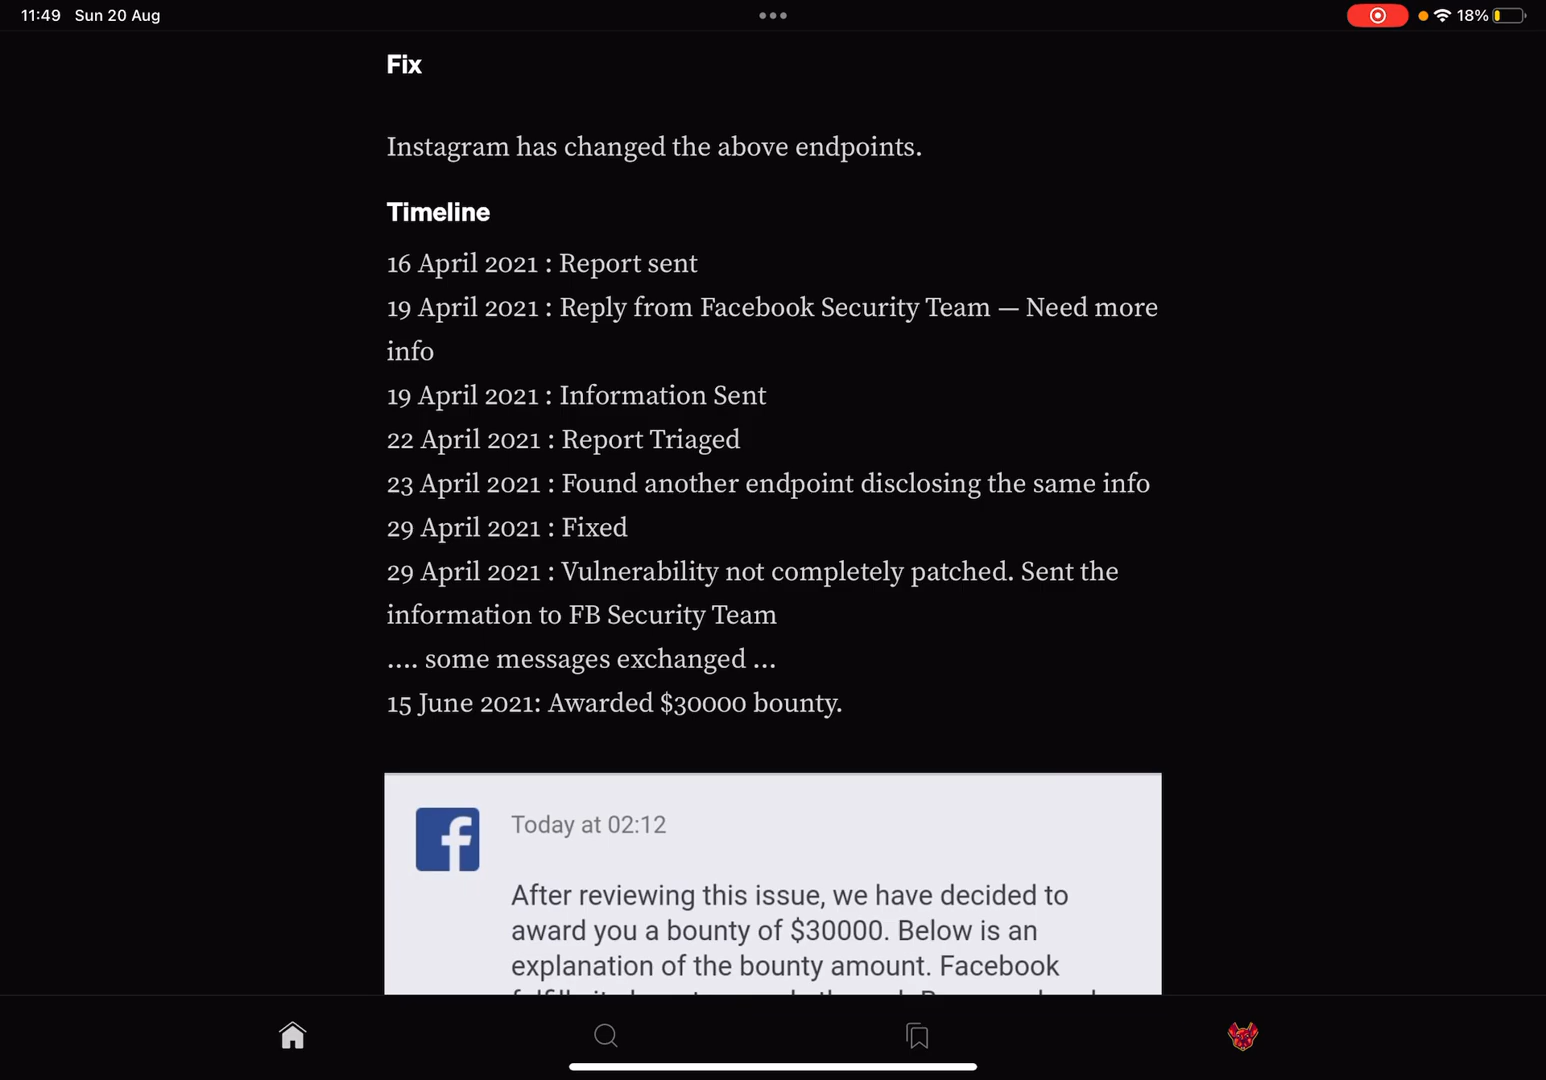 11:49 Sun 20 Aug
18%
Fix
Instagram has changed the above endpoints.
Timeline
16 April 2021 : Report sent
19 April 2021 : Reply from Facebook Security Team — Need more
info
19 April 2021 : Information Sent
22 April 2021 : Report Triaged
23 April 2021 : Found another endpoint disclosing the same info
29 April 2021 : Fixed
29 April 2021 : Vulnerability not completely patched. Sent the
information to FB Security Team
.... some messages exchanged ...
15 June 2021: Awarded $30000 bounty.
Today at 02:12
After reviewing this issue, we have decided to
award you a bounty of $30000. Below is an
explanation of the bounty amount. Facebook